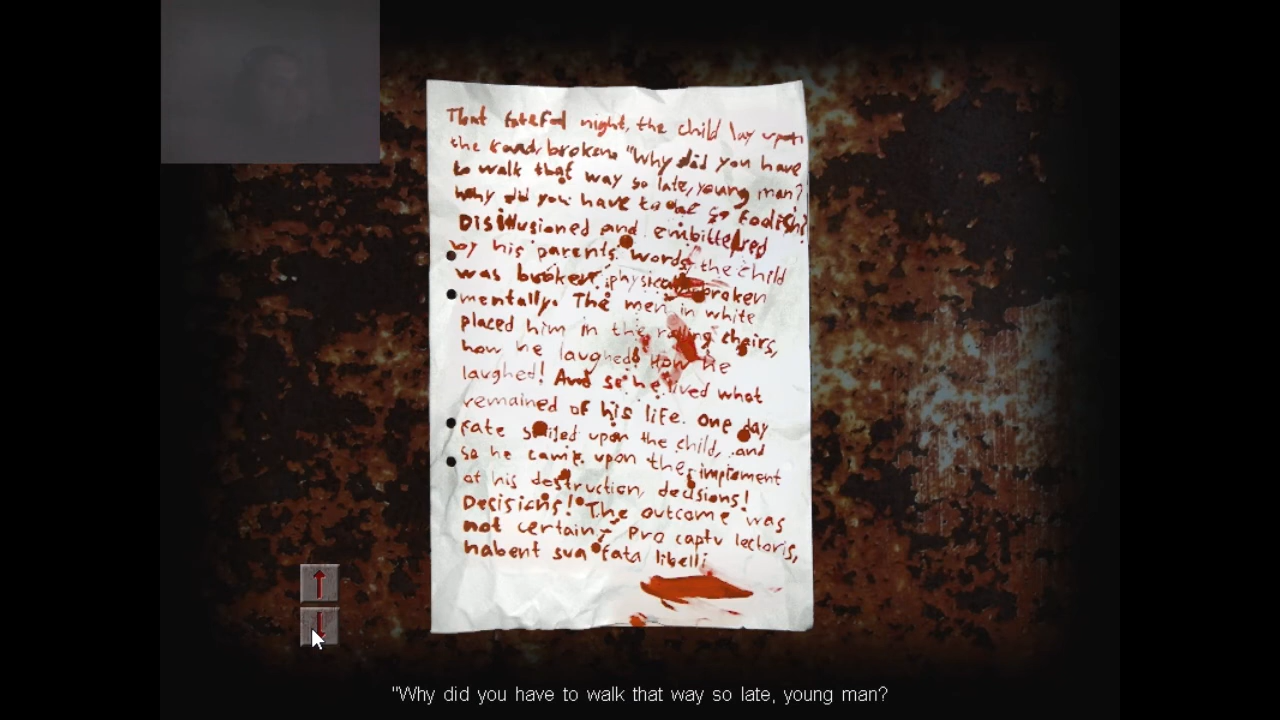 That fateful night, the child lay upon
the road, broken. "Why did you have
to walk that way so late, young man?
Why did you have to be so foolish?
Disillusioned and embittered
by his parents' words, the child
was broken, physically broken
mentally. The men in white
placed him in the rolling chairs,
how he laughed! How he
laughed! And so he lived what
remained of his life. One day
fate smiled upon the child, and
so he came upon the implement
of his destruction, decisions!
Decisions! The outcome was
not certain, Pro captu lectoris,
habent sua fata libelli
"Why did you have to walk that way so late, young man?